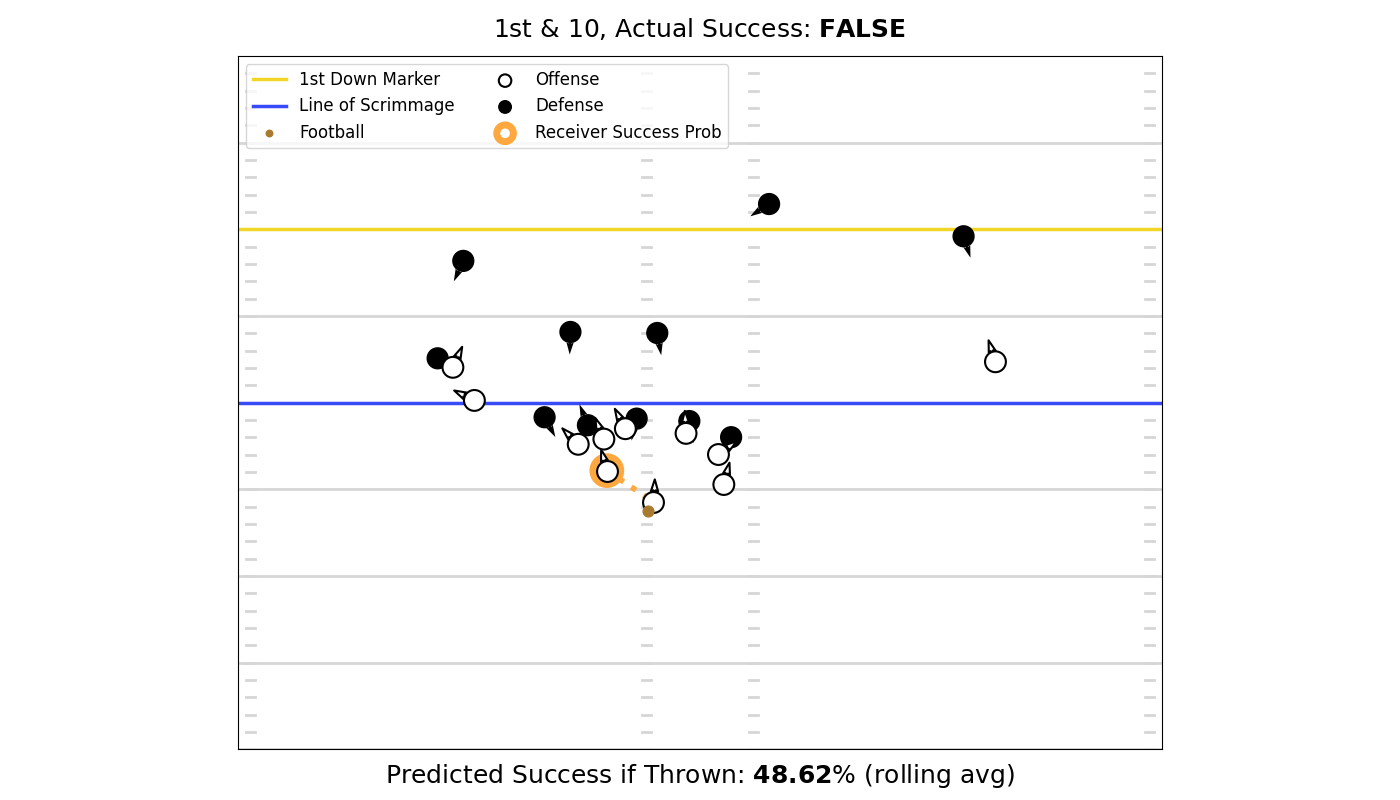 1st & 10, Actual Success: FALSE
1st Down Marker
Line of Scrimmage
Football
Offense
Defense
Receiver Success Prob
Predicted Success if Thrown: 48.62% (rolling avg)